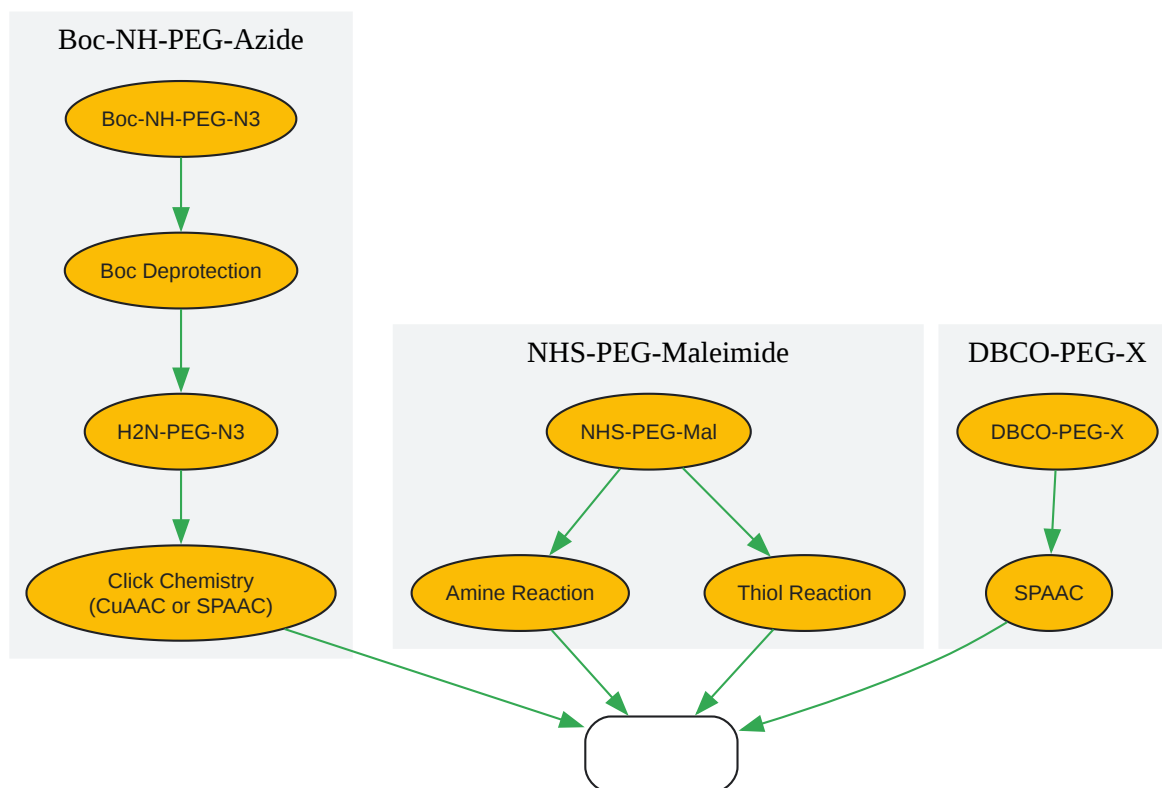 Boc-NH-PEG-Azide
Boc-NH-PEG-N3
Boc Deprotection
H2N-PEG-N3
Click Chemistry
(CuAAC or SPAAC)
NHS-PEG-Maleimide
NHS-PEG-Mal
Amine Reaction
Thiol Reaction
DBCO-PEG-X
DBCO-PEG-X
SPAAC